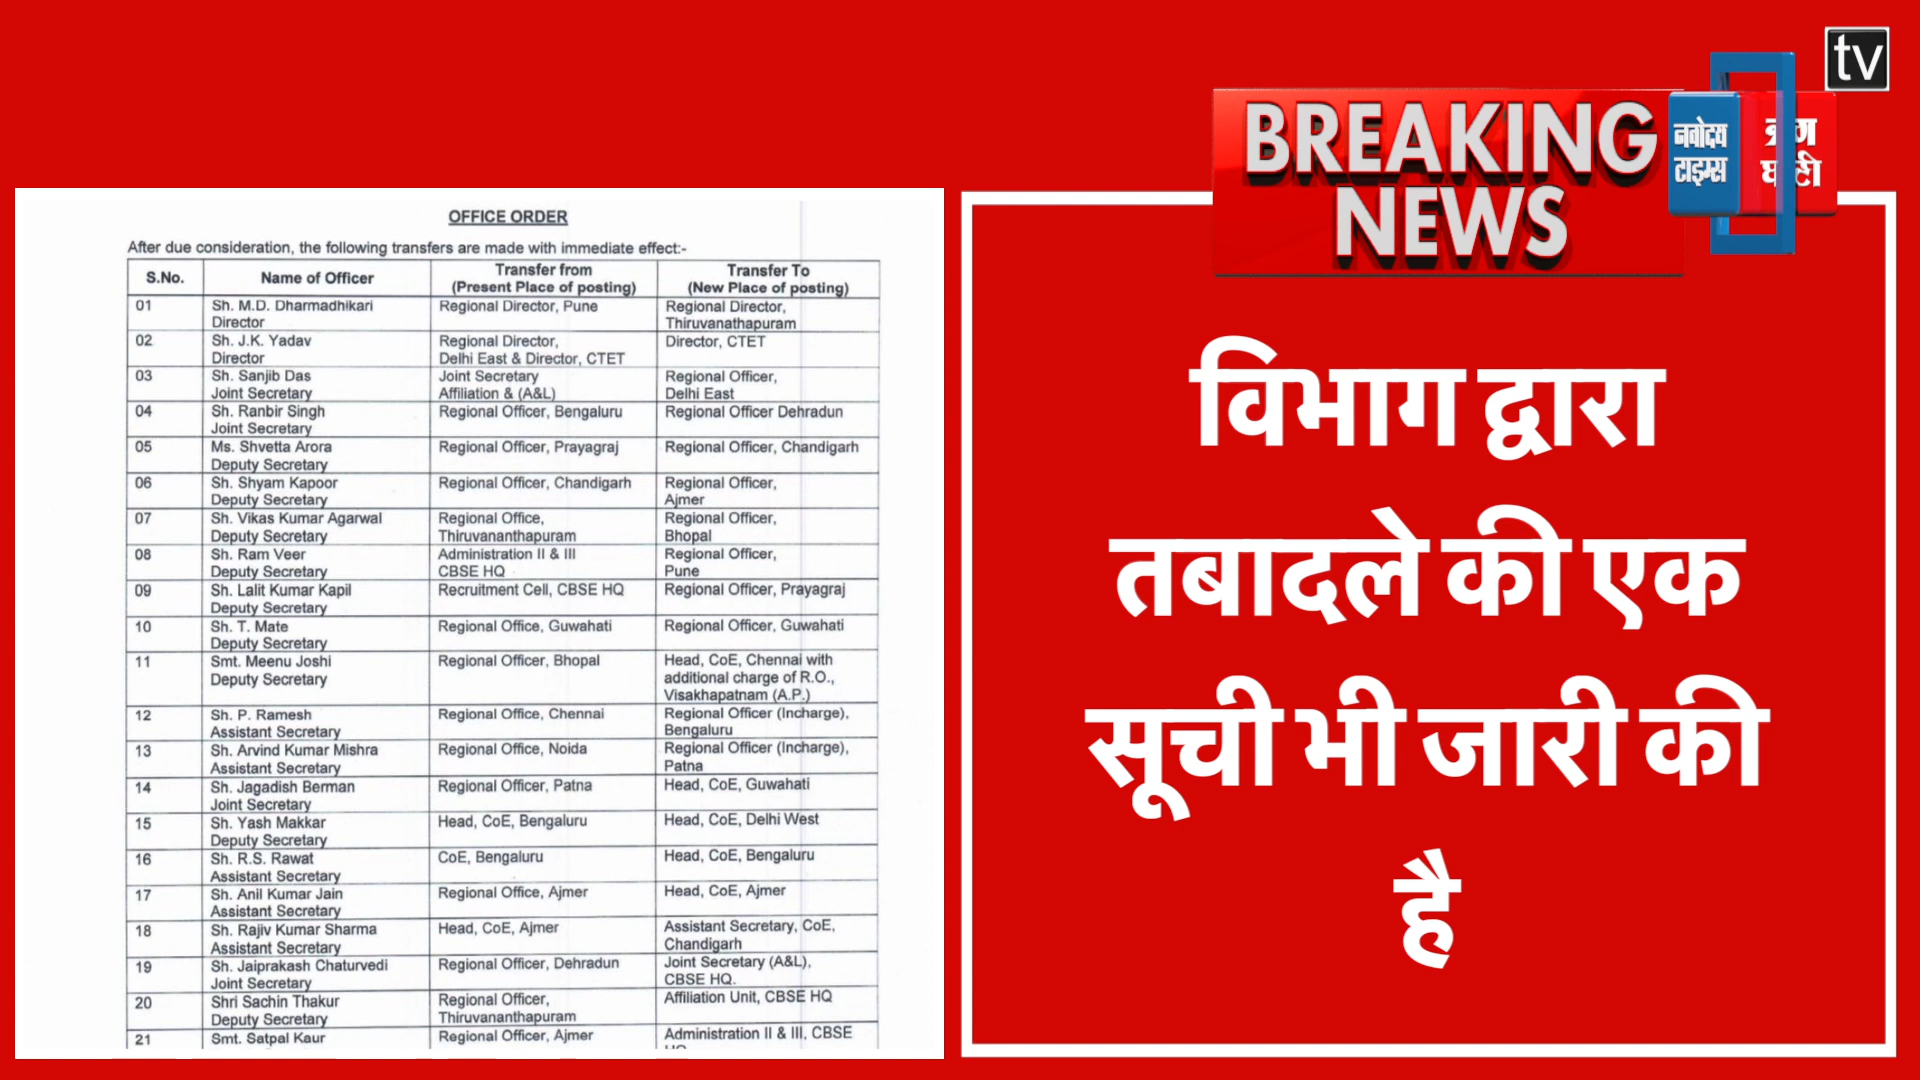 tv
BREAKING
NEWS
नवोदय
टाइम्स
OFFICE ORDER
After due consideration, the following transfers are made with immediate effect:-
S.No. Name of Officer Transfer from (Present Place of posting) Transfer To (New Place of posting)
01 Sh. M.D. Dharmadhikari Director Regional Director, Pune Regional Director, Thiruvanathapuram
02 Sh. J.K. Yadav Director Regional Director, Delhi East & Director, CTET Director, CTET
03 Sh. Sanjib Das Joint Secretary Joint Secretary Affiliation & (A&L) Regional Officer, Delhi East
04 Sh. Ranbir Singh Joint Secretary Regional Officer, Bengaluru Regional Officer Dehradun
05 Ms. Shvetta Arora Deputy Secretary Regional Officer, Prayagraj Regional Officer, Chandigarh
06 Sh. Shyam Kapoor Deputy Secretary Regional Officer, Chandigarh Regional Officer, Ajmer
07 Sh. Vikas Kumar Agarwal Deputy Secretary Regional Office, Thiruvananthapuram Regional Officer, Bhopal
08 Sh. Ram Veer Deputy Secretary Administration II & III CBSE HQ Regional Officer, Pune
09 Sh. Lalit Kumar Kapil Deputy Secretary Recruitment Cell, CBSE HQ Regional Officer, Prayagraj
10 Sh. T. Mate Deputy Secretary Regional Office, Guwahati Regional Officer, Guwahati
11 Smt. Meenu Joshi Deputy Secretary Regional Officer, Bhopal Head, CoE, Chennai with additional charge of R.O., Visakhapatnam (A.P.)
12 Sh. P. Ramesh Assistant Secretary Regional Office, Chennai Regional Officer (Incharge), Bengaluru
13 Sh. Arvind Kumar Mishra Assistant Secretary Regional Office, Noida Regional Officer (Incharge), Patna
14 Sh. Jagadish Berman Joint Secretary Regional Officer, Patna Head, CoE, Guwahati
15 Sh. Yash Makkar Deputy Secretary Head, CoE, Bengaluru Head, CoE, Delhi West
16 Sh. R.S. Rawat Assistant Secretary CoE, Bengaluru Head, CoE, Bengaluru
17 Sh. Anil Kumar Jain Assistant Secretary Regional Office, Ajmer Head, CoE, Ajmer
18 Sh. Rajiv Kumar Sharma Assistant Secretary Head, CoE, Ajmer Assistant Secretary, CoE, Chandigarh
19 Sh. Jaiprakash Chaturvedi Joint Secretary Regional Officer, Dehradun Joint Secretary (A&L), CBSE HQ.
20 Shri Sachin Thakur Deputy Secretary Regional Officer, Thiruvananthapuram Affiliation Unit, CBSE HQ
21 Smt. Satpal Kaur Regional Officer, Ajmer Administration II & III, CBSE
विभाग द्वारा
तबादले की एक
सूची भी जारी की
है